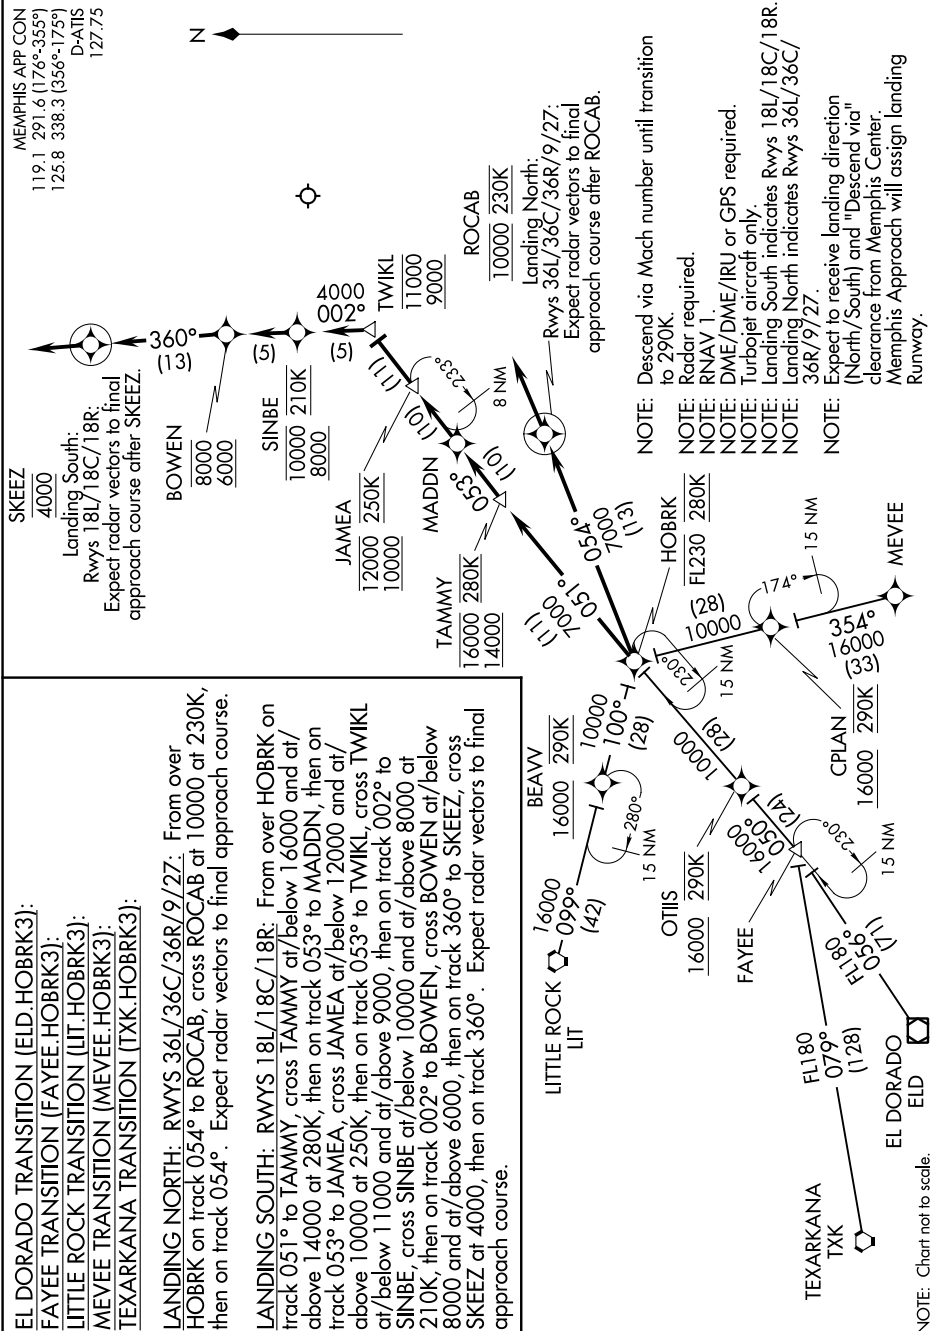 EL DORADO TRANSITION (ELD.HOBRK3):
FAYEE TRANSITION (FAYEE.HOBRK3):
LITTLE ROCK TRANSITION (LIT.HOBRK3):
MEVEE TRANSITION (MEVEE.HOBRK3):
TEXARKANA TRANSITION (TXK.HOBRK3):
LANDING NORTH: RWYS 36L/36C/36R/9/27: From over
HOBRK on track 054° to ROCAB, cross ROCAB at 10000 at 230K,
then on track 054°. Expect radar vectors to final approach course.
LANDING SOUTH: RWYS 18L/18C/18R: From over HOBRK on
track 051° to TAMMY, cross TAMMY at/below 16000 and at/
above 14000 at 280K, then on track 053° to MADDN, then on
track 053° to JAMEA, cross JAMEA at/below 12000 and at/
above 10000 at 250K, then on track 053° to TWIKL, cross TWIKL
at/below 11000 and at/above 9000, then on track 002° to
SINBE, cross SINBE at/below 10000 and at/above 8000 at
210K, then on track 002° to BOWEN, cross BOWEN at/below
8000 and at/above 6000, then on track 360° to SKEEZ, cross
SKEEZ at 4000, then on track 360°. Expect radar vectors to final
approach course.
SKEEZ
4000
Landing South:
Rwys 18L/18C/18R:
Expect radar vectors to final
approach course after SKEEZ.
MEMPHIS APP CON
119.1 291.6 (176°-355°)
125.8 338.3 (356°-175°)
D-ATIS
127.75
N
360°
(13)
BOWEN
8000
6000
(5)
SINBE
10000 210K
8000
4000
002°
(5)
TWIKL
11000
9000
(11)
JAMEA
12000 250K
10000
233°
8 NM
(10)
MADDN
053°
(10)
TAMMY
16000 280K
14000
051°
7000
(11)
ROCAB
10000 230K
Landing North:
Rwys 36L/36C/36R/9/27:
Expect radar vectors to final
approach course after ROCAB.
054°
7000
(13)
HOBRK
FL230 280K
230°
15 NM
BEAVV
16000 290K
10000
100°
(28)
280°
15 NM
16000
099°
(42)
LITTLE ROCK
LIT
(28)
10000
174°
15 NM
CPLAN
16000 290K
354°
16000
(33)
MEVEE
10000
(28)
OTIIS
16000 290K
16000
050°
(24)
FAYEE
230°
15 NM
FL180
056°
(71)
EL DORADO
ELD
FL180
079°
(128)
TEXARKANA
TXK
NOTE: Descend via Mach number until transition
to 290K.
NOTE: Radar required.
NOTE: RNAV 1.
NOTE: DME/DME/IRU or GPS required.
NOTE: Turbojet aircraft only.
NOTE: Landing South indicates Rwys 18L/18C/18R.
NOTE: Landing North indicates Rwys 36L/36C/
36R/9/27.
NOTE: Expect to receive landing direction
(North/South) and "Descend via"
clearance from Memphis Center.
Memphis Approach will assign landing
Runway.
NOTE: Chart not to scale.